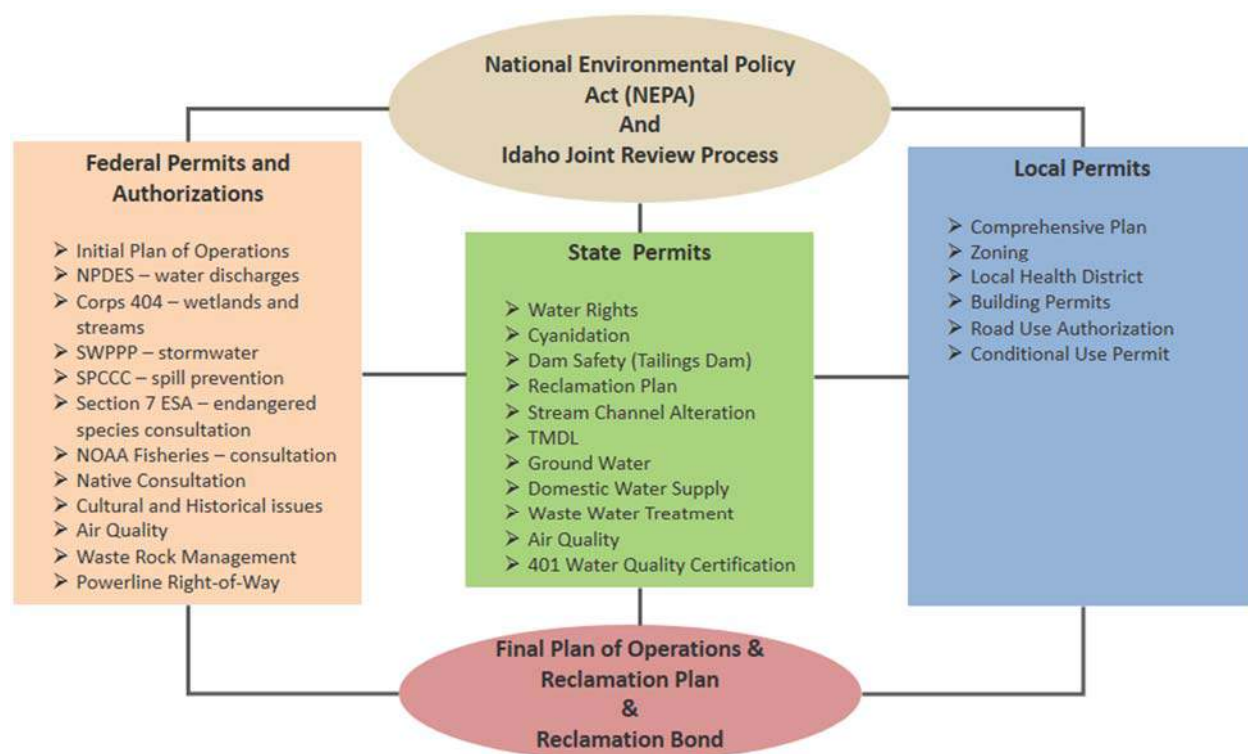 National Environmental Policy
Act (NEPA)
And
Idaho Joint Review Process
Federal Permits and
Authorizations
➢ Initial Plan of Operations
➢ NPDES – water discharges
➢ Corps 404 – wetlands and
streams
➢ SWPPP – stormwater
➢ SPCCC – spill prevention
➢ Section 7 ESA – endangered
species consultation
➢ NOAA Fisheries – consultation
➢ Native Consultation
➢ Cultural and Historical issues
➢ Air Quality
➢ Waste Rock Management
➢ Powerline Right-of-Way
State Permits
➢ Water Rights
➢ Cyanidation
➢ Dam Safety (Tailings Dam)
➢ Reclamation Plan
➢ Stream Channel Alteration
➢ TMDL
➢ Ground Water
➢ Domestic Water Supply
➢ Waste Water Treatment
➢ Air Quality
➢ 401 Water Quality Certification
Local Permits
➢ Comprehensive Plan
➢ Zoning
➢ Local Health District
➢ Building Permits
➢ Road Use Authorization
➢ Conditional Use Permit
Final Plan of Operations &
Reclamation Plan
&
Reclamation Bond